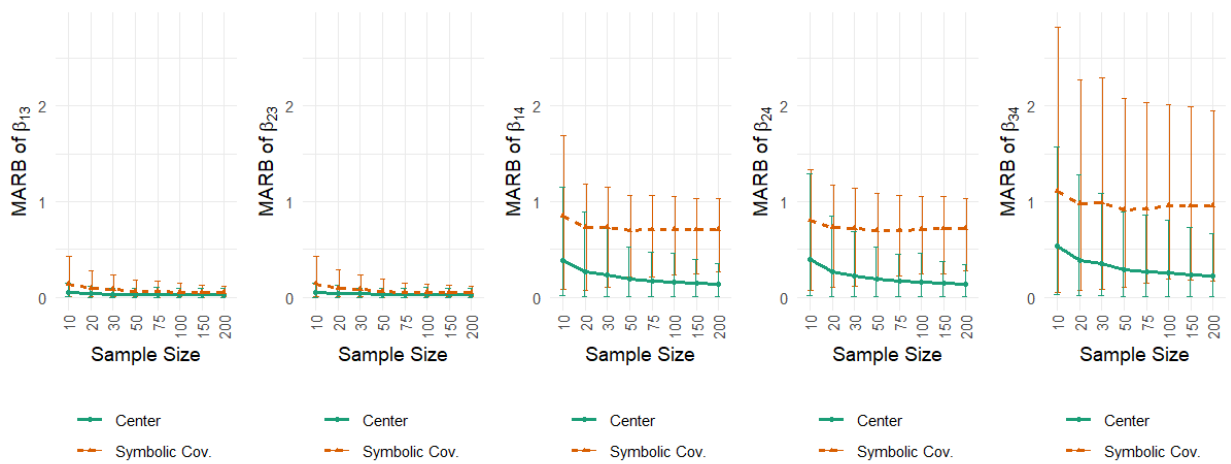 MARB of β13
2
1
0
10
20
30
50
75
100
150
200
Sample Size
Center
Symbolic Cov.
MARB of β23
2
1
0
10
20
30
50
75
100
150
200
Sample Size
Center
Symbolic Cov.
MARB of β14
2
1
0
10
20
30
50
75
100
150
200
Sample Size
Center
Symbolic Cov.
MARB of β24
2
1
0
10
20
30
50
75
100
150
200
Sample Size
Center
Symbolic Cov.
MARB of β34
2
1
0
10
20
30
50
75
100
150
200
Sample Size
Center
Symbolic Cov.